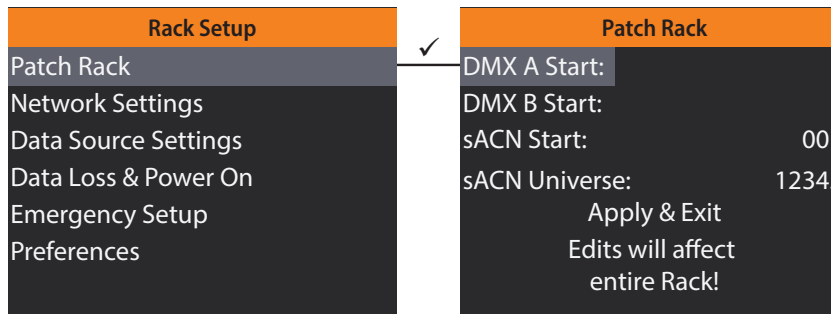 Rack Setup
Patch Rack
Network Settings
Data Source Settings
Data Loss & Power On
Emergency Setup
Preferences
✓
Patch Rack
DMX A Start:
DMX B Start:
sACN Start: 00
sACN Universe: 1234
Apply & Exit
Edits will affect
entire Rack!